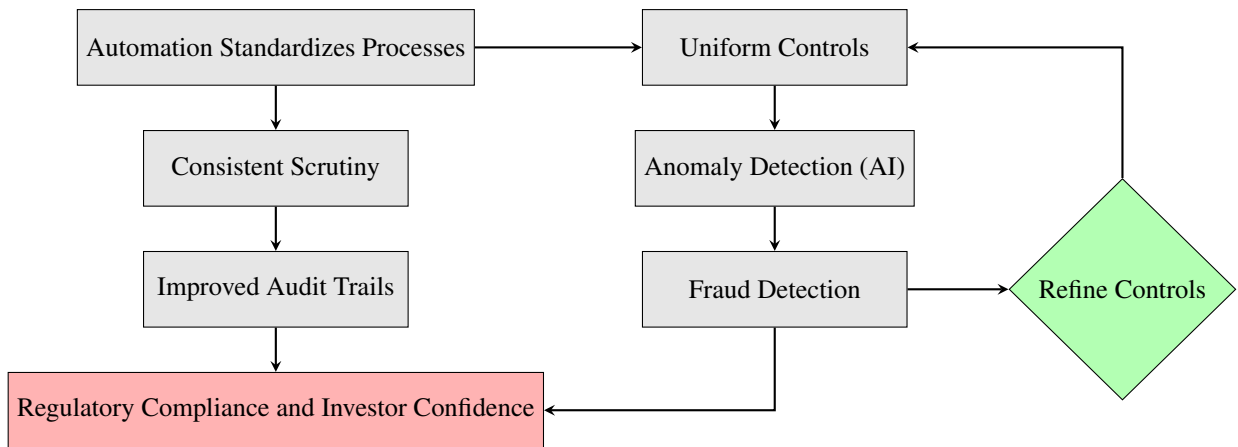 Automation Standardizes Processes
Uniform Controls
Consistent Scrutiny
Anomaly Detection (AI)
Improved Audit Trails
Fraud Detection
Refine Controls
Regulatory Compliance and Investor Confidence